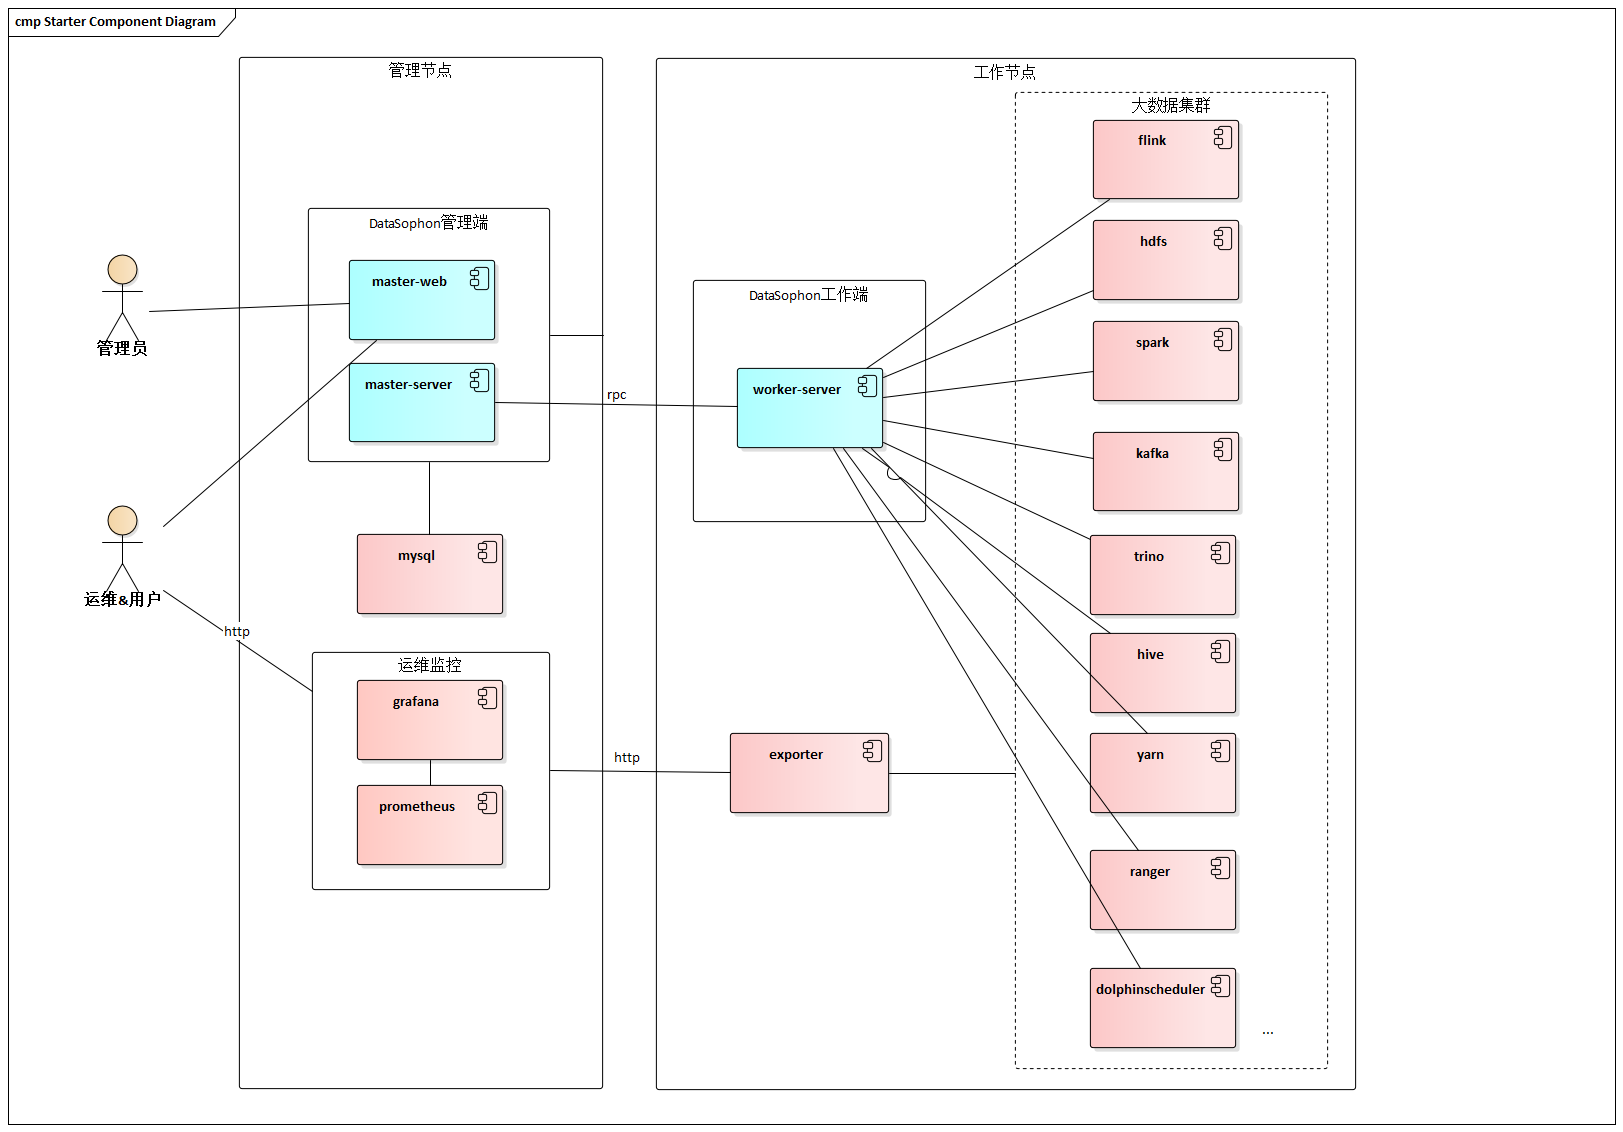 cmp Starter Component Diagram
管理节点
DataSophon管理端
master-web
master-server
mysql
运维监控
grafana
prometheus
管理员
运维&用户
http
rpc
http
工作节点
DataSophon工作端
worker-server
exporter
大数据集群
flink
hdfs
spark
kafka
trino
hive
yarn
ranger
dolphinscheduler
...